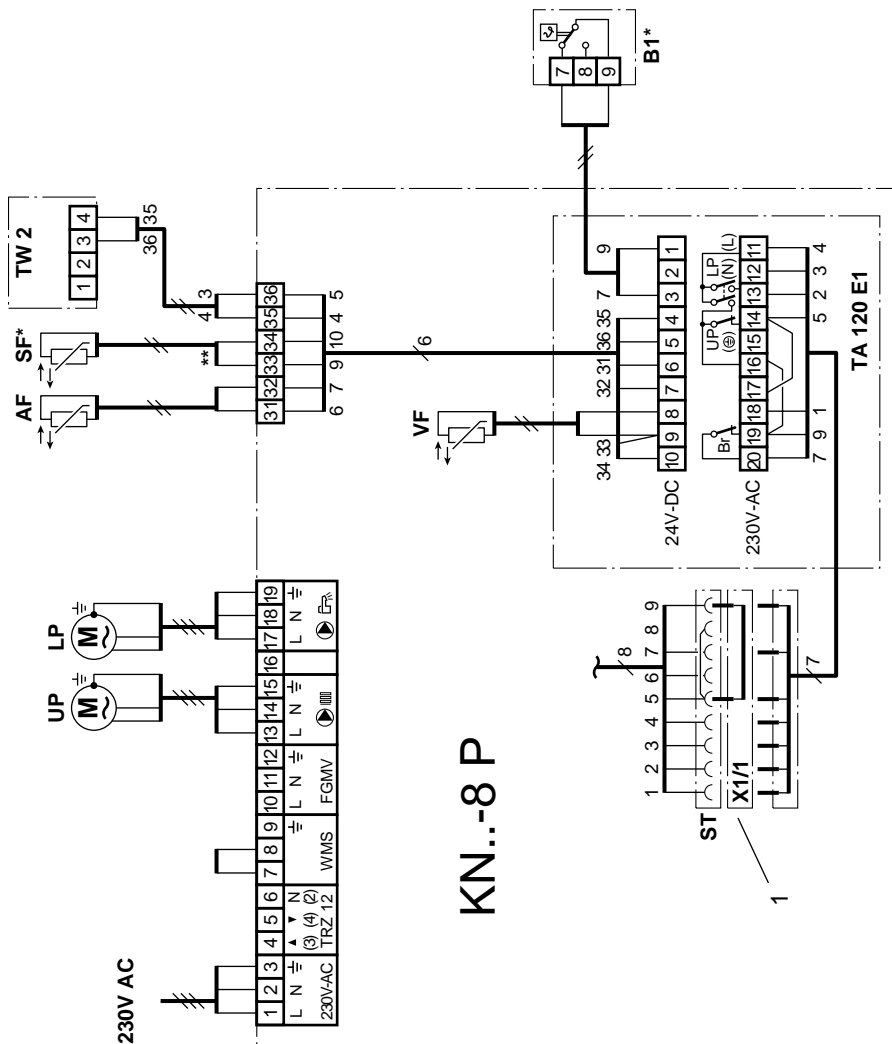 TW 2
1 2 3 4
36 35
AF
SF*
**
4 3
UP
LP
M
~
M
~
230V AC
1 2 3 4 5 6 7 8 9 10 11 12 13 14 15 16 17 18 19
L N ▲ ▼ N L N L N L N
(3) (4) (2)
230V-AC TRZ 12 WMS FGMV
31 32 33 34 35 36
6 7 9 10 4 5
6
KN..-8 P
VF
34 33 32 31 36 35 7 9
10 9 8 7 6 5 4 3 2 1
24V-DC
230V-AC
Br UP LP
(N) (L)
20 19 18 17 16 15 14 13 12 11
7 9 1 5 2 3 4
TA 120 E1
B1*
7 8 9
8
1 2 3 4 5 6 7 8 9
ST
X1/1
7
1